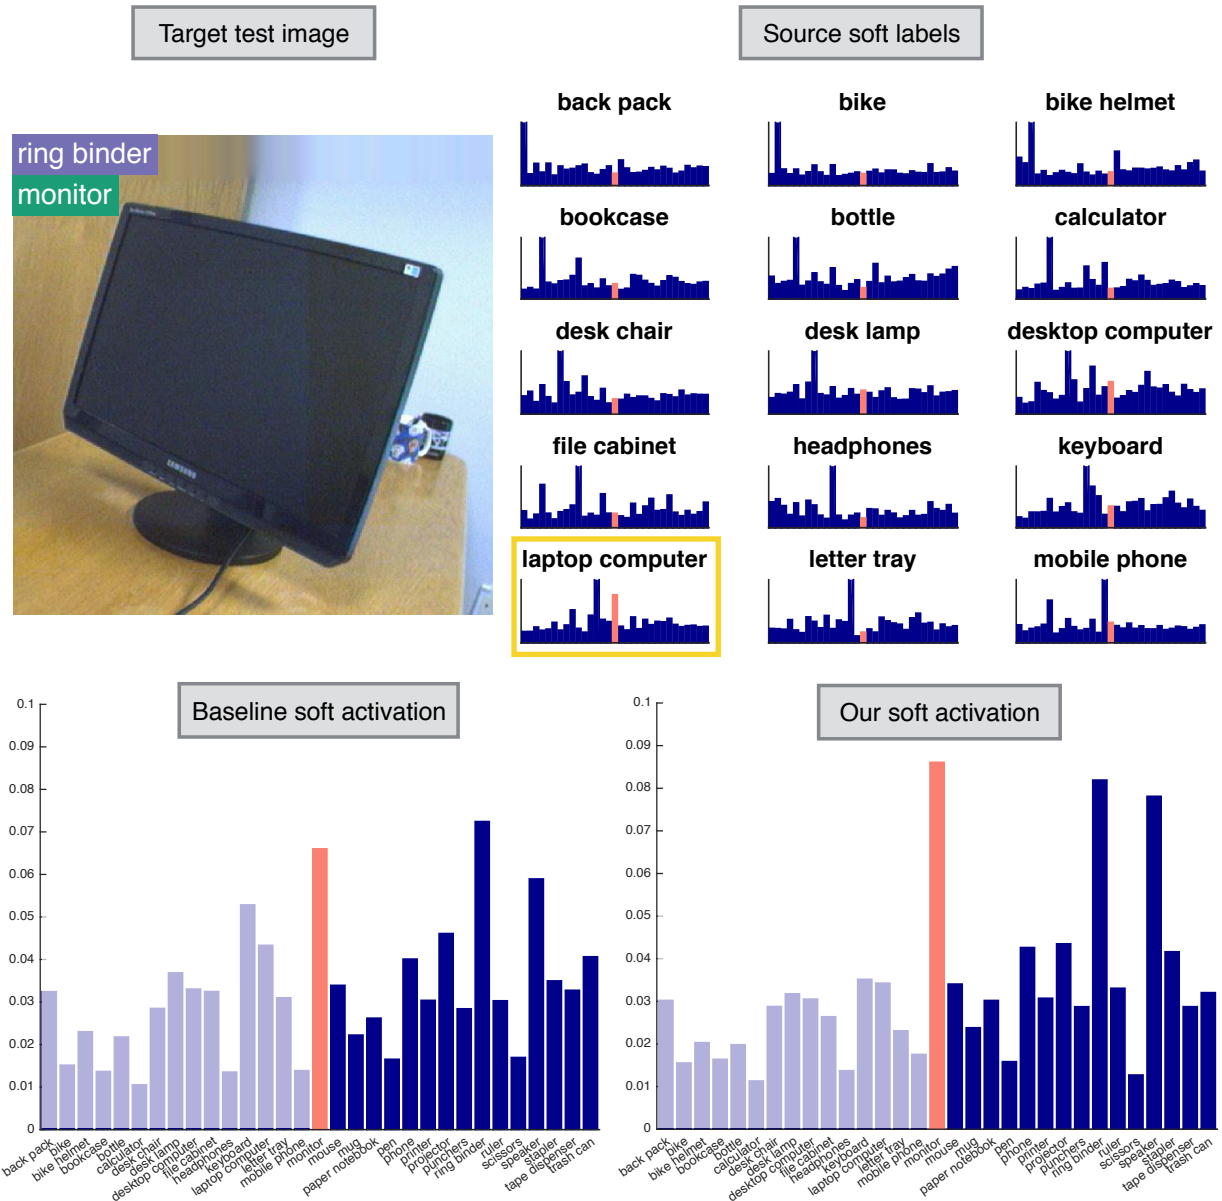 Target test image
Source soft labels
ring binder
monitor
SAMSUNG
back pack
bike
bike helmet
bookcase
bottle
calculator
desk chair
desk lamp
desktop computer
file cabinet
headphones
keyboard
laptop computer
letter tray
mobile phone
Baseline soft activation
0.1
0.09
0.08
0.07
0.06
0.05
0.04
0.03
0.02
0.01
0
back pack
bike
bike helmet
bookcase
bottle
calculator
desk chair
desk lamp
desktop computer
file cabinet
headphones
keyboard
laptop computer
letter tray
mobile phone
monitor
mouse
mug
paper notebook
pen
phone
printer
projector
punchers
ring binder
ruler
scissors
speaker
stapler
tape dispenser
trash can
Our soft activation
0.1
0.09
0.08
0.07
0.06
0.05
0.04
0.03
0.02
0.01
0
back pack
bike
bike helmet
bookcase
bottle
calculator
desk chair
desk lamp
desktop computer
file cabinet
headphones
keyboard
laptop computer
letter tray
mobile phone
monitor
mouse
mug
paper notebook
pen
phone
printer
projector
punchers
ring binder
ruler
scissors
speaker
stapler
tape dispenser
trash can